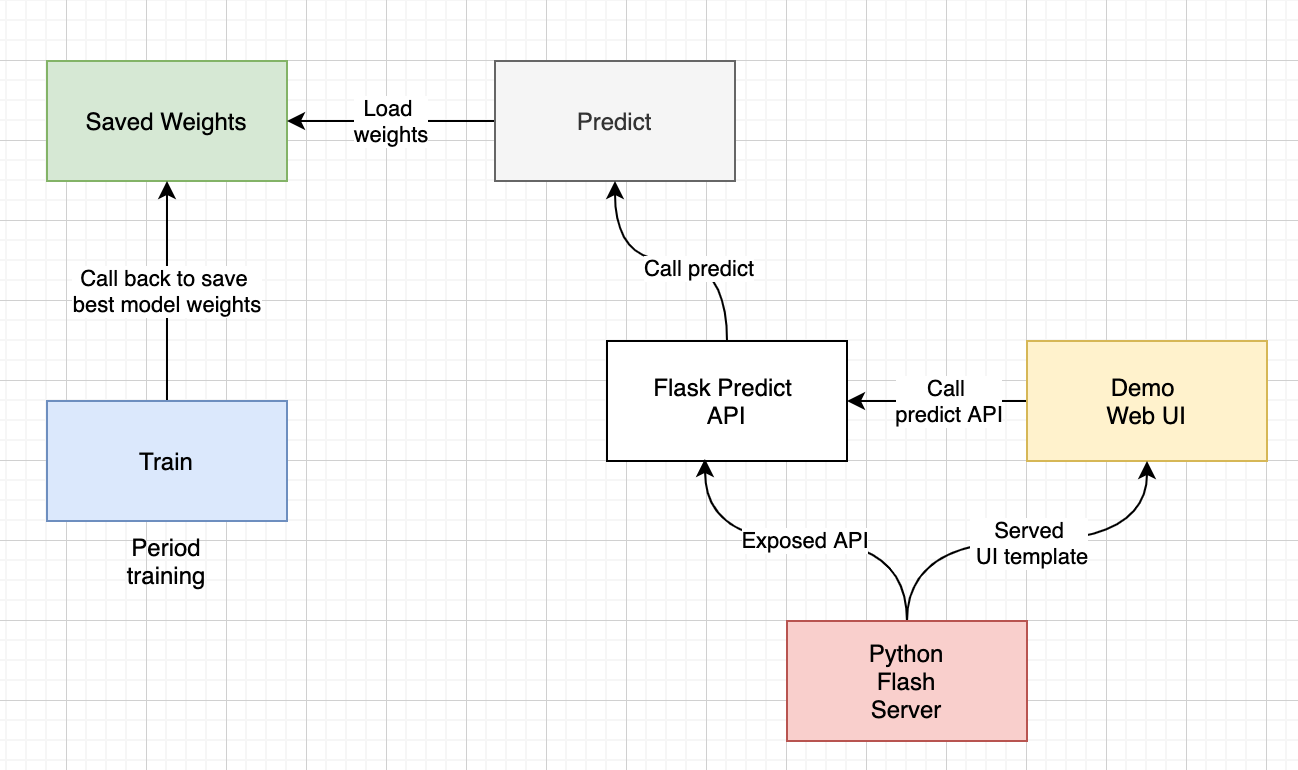 Saved Weights
Load
weights
Predict
Call back to save
best model weights
Call predict
Train
Period
training
Flask Predict
API
Call
predict API
Demo
Web UI
Exposed API
Served
UI template
Python
Flash
Server